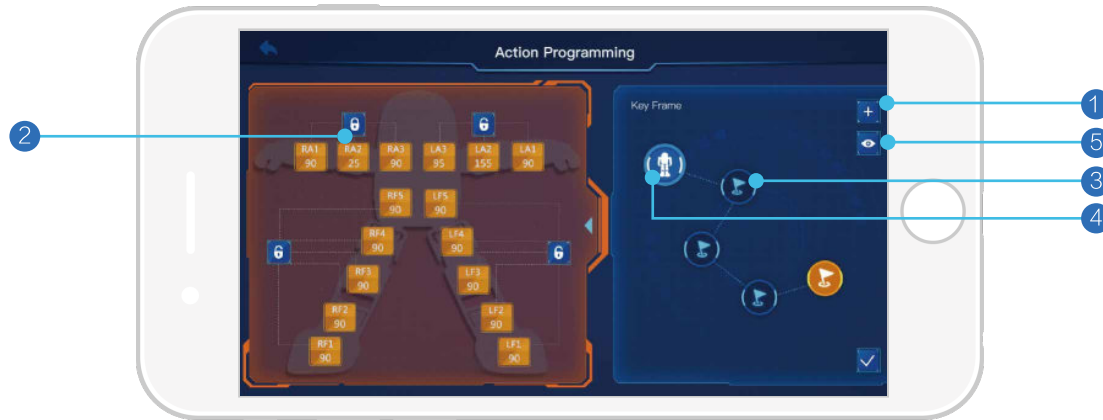 Action Programming
Key Frame
1
2
5
3
4
RA1
90
RA2
25
RA3
90
LA3
95
LA2
155
LA1
90
RF5
90
LF5
90
RF4
90
LF4
90
RF3
90
LF3
90
RF2
90
LF2
90
RF1
90
LF1
90